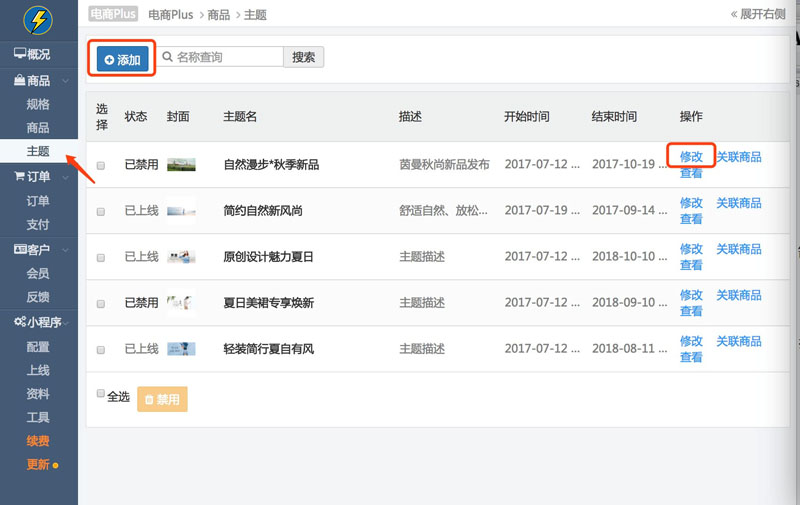 电商Plus 电商Plus > 商品 > 主题
« 展开右侧
概况
商品
规格
商品
主题
订单
订单
支付
客户
会员
反馈
小程序
配置
上线
资料
工具
续费
更新
添加 名称查询 搜索
选择 状态 封面 主题名 描述 开始时间 结束时间 操作
已禁用 自然漫步*秋季新品 茵曼秋尚新品发布 2017-07-12 ... 2017-10-19 ... 修改 关联商品
查看
已上线 简约自然新风尚 舒适自然、放松... 2017-07-19 ... 2017-09-14 ... 修改 关联商品
查看
已上线 原创设计魅力夏日 主题描述 2017-07-12 ... 2018-10-10 ... 修改 关联商品
查看
已禁用 夏日美裙专享焕新 主题描述 2017-07-12 ... 2018-09-10 ... 修改 关联商品
查看
已上线 轻装简行夏自有风 主题描述 2017-07-12 ... 2018-08-11 ... 修改 关联商品
查看
全选 禁用